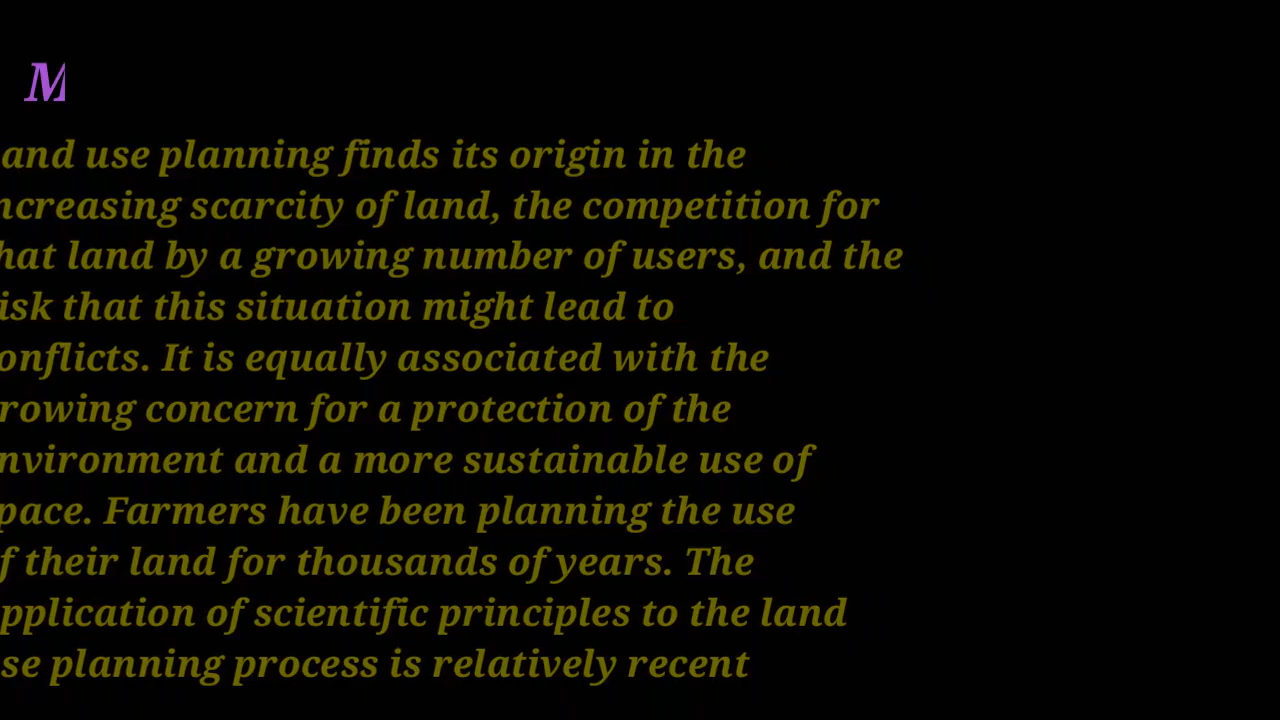 M
and use planning finds its origin in the
ncreasing scarcity of land, the competition for
hat land by a growing number of users, and the
isk that this situation might lead to
onflicts. It is equally associated with the
rowing concern for a protection of the
nvironment and a more sustainable use of
pace. Farmers have been planning the use
f their land for thousands of years. The
pplication of scientific principles to the land
se planning process is relatively recent